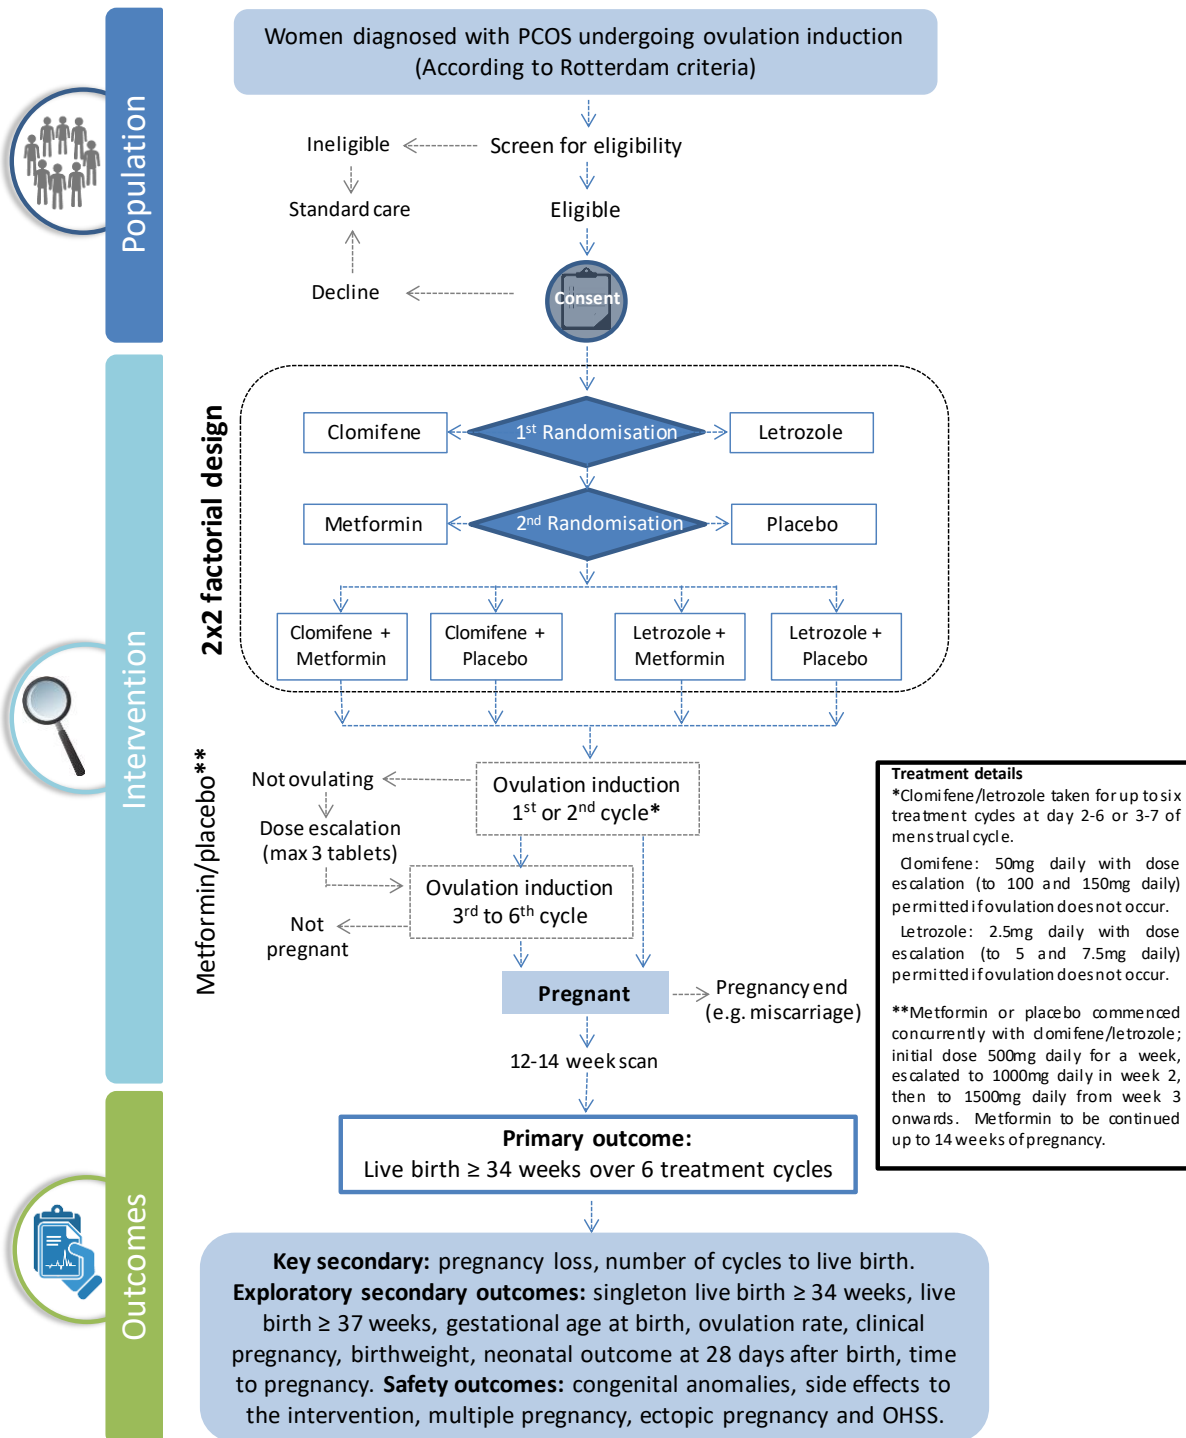 Women diagnosed with PCOS undergoing ovulation induction
(According to Rotterdam criteria)
Population
Ineligible
Screen for eligibility
Standard care
Eligible
Decline
Consent
2x2 factorial design
Clomifene
1st Randomisation
Letrozole
Metformin
2nd Randomisation
Placebo
Clomifene +
Metformin
Clomifene +
Placebo
Letrozole +
Metformin
Letrozole +
Placebo
Intervention
Metformin/placebo**
Not ovulating
Ovulation induction
1st or 2nd cycle*
Dose escalation
(max 3 tablets)
Ovulation induction
3rd to 6th cycle
Not
pregnant
Pregnant
Pregnancy end
(e.g. miscarriage)
12-14 week scan
Treatment details
*Clomifene/letrozole taken for up to six
treatment cycles at day 2-6 or 3-7 of
menstrual cycle.
Clomifene: 50mg daily with dose
escalation (to 100 and 150mg daily)
permitted if ovulation does not occur.
Letrozole: 2.5mg daily with dose
escalation (to 5 and 7.5mg daily)
permitted if ovulation does not occur.
**Metformin or placebo commenced
concurrently with clomifene/letrozole;
initial dose 500mg daily for a week,
escalated to 1000mg daily in week 2,
then to 1500mg daily from week 3
onwards. Metformin to be continued
up to 14 weeks of pregnancy.
Primary outcome:
Live birth ≥ 34 weeks over 6 treatment cycles
Outcomes
Key secondary: pregnancy loss, number of cycles to live birth.
Exploratory secondary outcomes: singleton live birth ≥ 34 weeks, live
birth ≥ 37 weeks, gestational age at birth, ovulation rate, clinical
pregnancy, birthweight, neonatal outcome at 28 days after birth, time
to pregnancy. Safety outcomes: congenital anomalies, side effects to
the intervention, multiple pregnancy, ectopic pregnancy and OHSS.